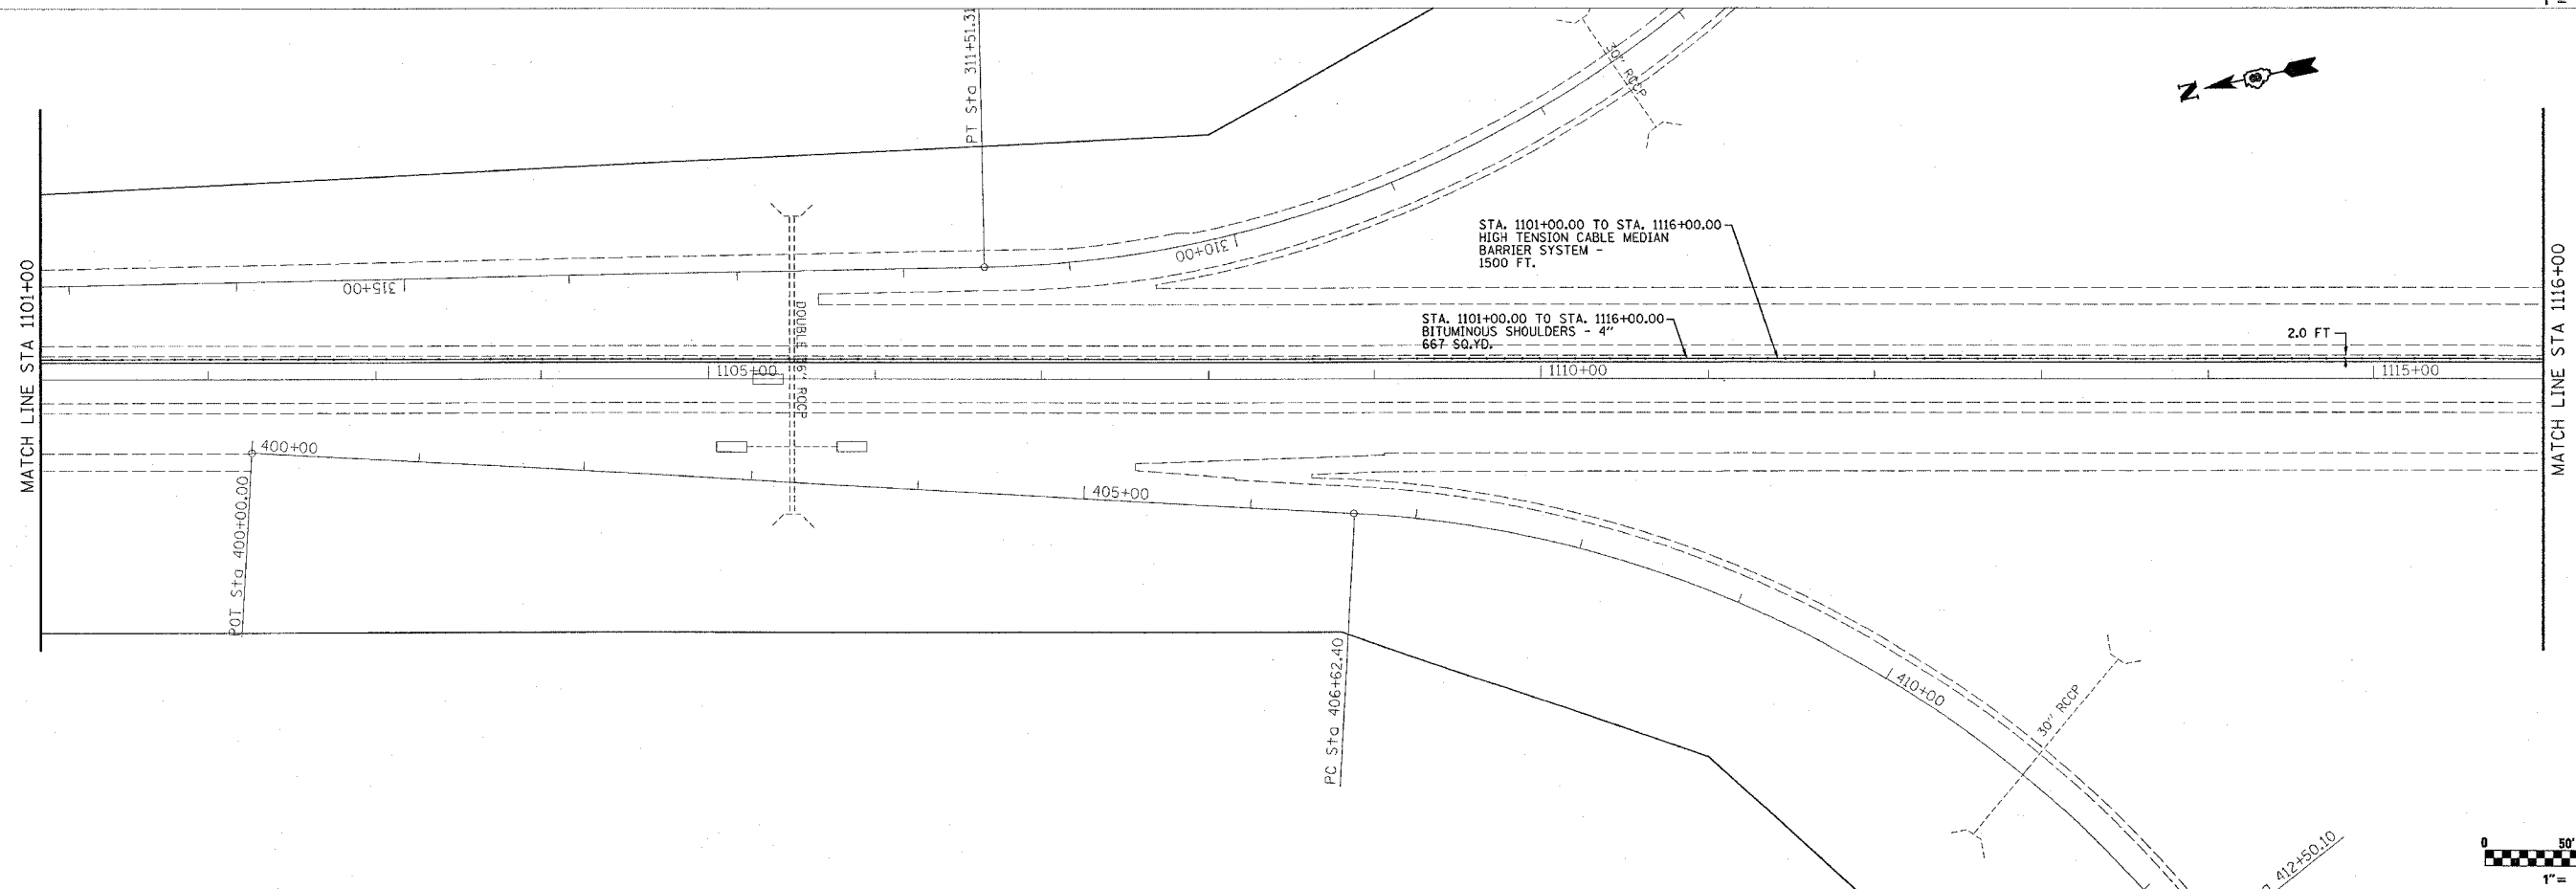 PT Sta 311+51.31
30" RCCP
N
MATCH LINE STA 1101+00
310+00
315+00
STA. 1101+00.00 TO STA. 1116+00.00
HIGH TENSION CABLE MEDIAN
BARRIER SYSTEM -
1500 FT.
STA. 1101+00.00 TO STA. 1116+00.00
BITUMINOUS SHOULDERS - 4"
667 SQ.YD.
2.0 FT
MATCH LINE STA 1116+00
DOUBLE RCCP
1105+00
1110+00
1115+00
400+00
POT Sta 400+00.00
405+00
PC Sta 406+62.40
410+00
30" RCCP
412+50.10
0 50'
1"=